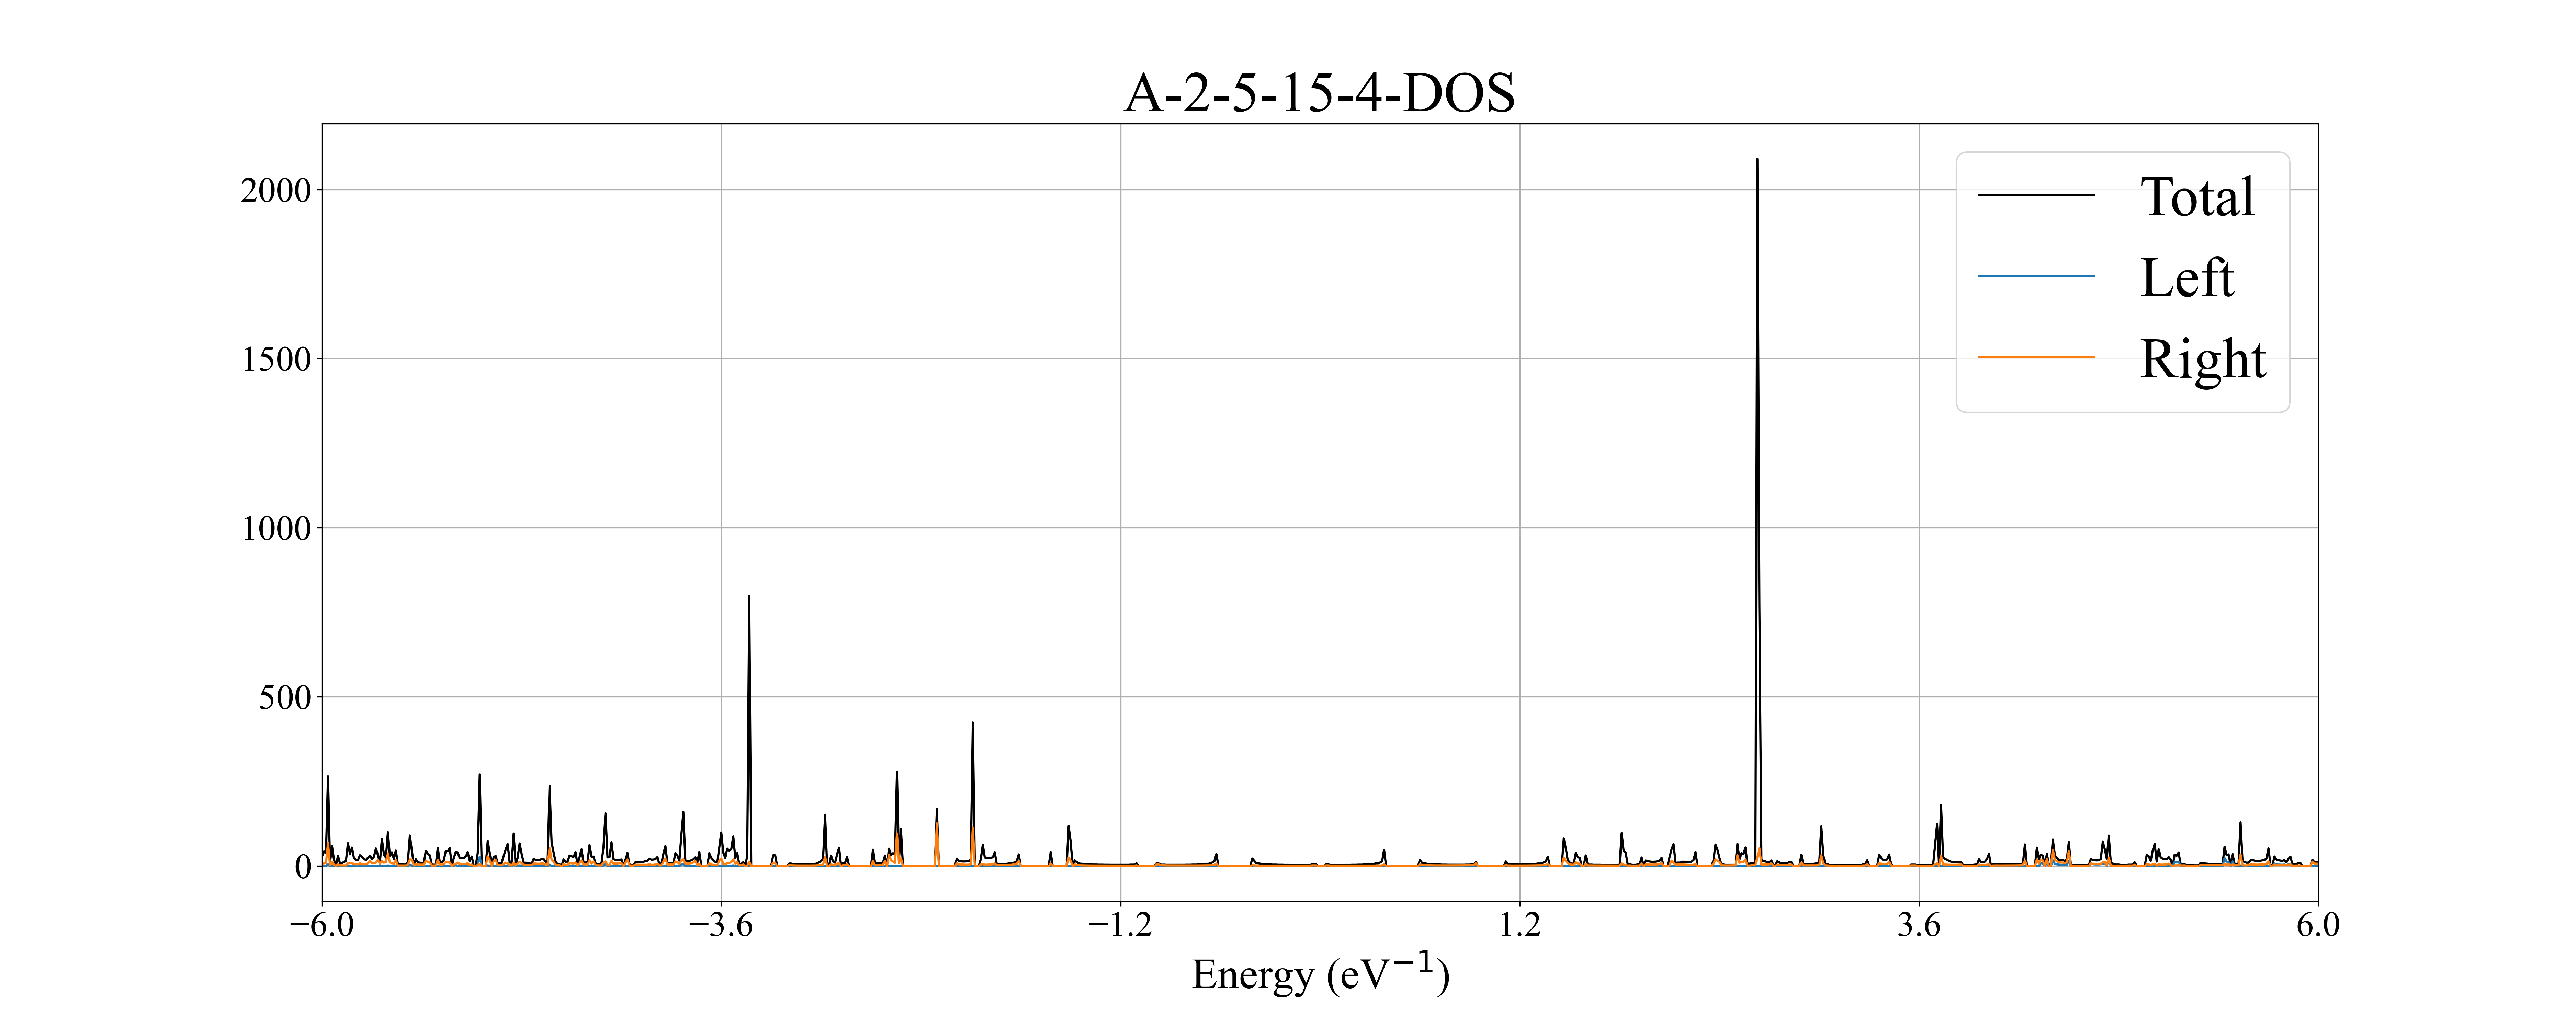 A-2-5-15-4-DOS
2000
1500
1000
500
0
Total
Left
Right
−6.0 −3.6 −1.2 1.2 3.6 6.0
Energy (eV⁻¹)